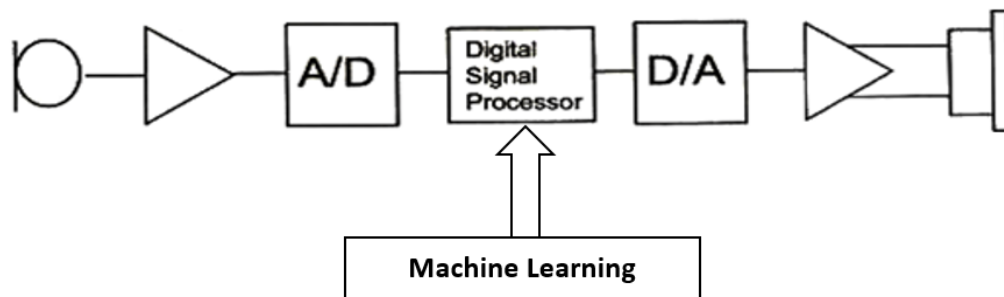 A/D
Digital
Signal
Processor
D/A
Machine Learning